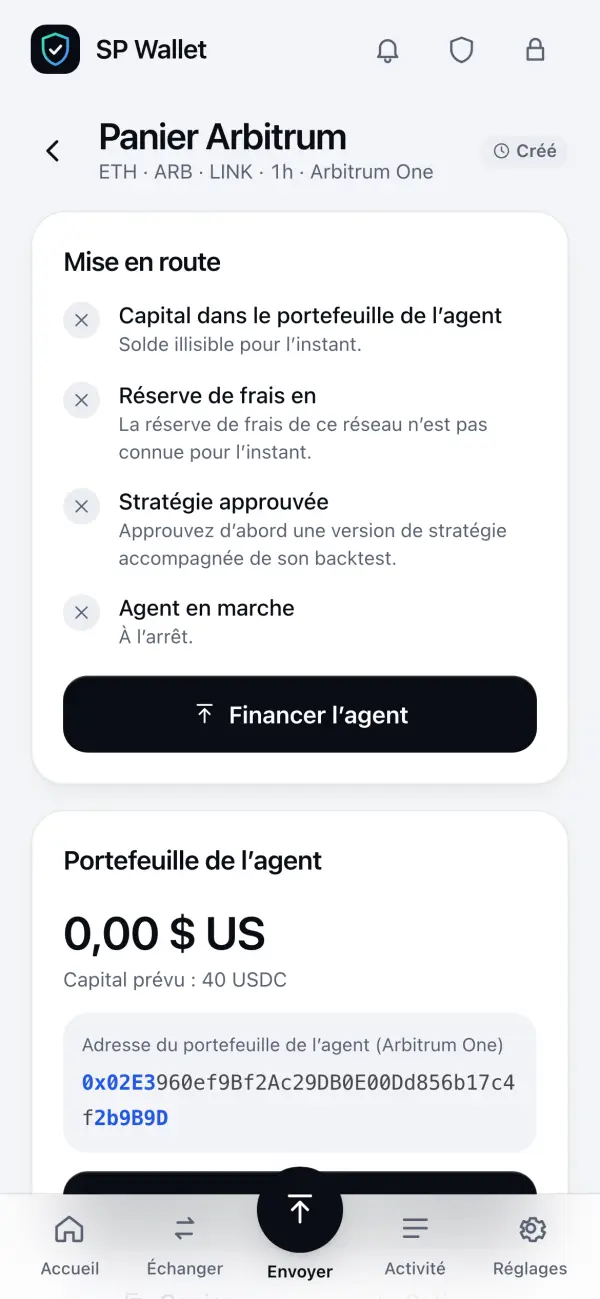 SP Wallet
Panier Arbitrum
ETH · ARB · LINK · 1h · Arbitrum One
Créé
Mise en route
Capital dans le portefeuille de l’agent
Solde illisible pour l’instant.
Réserve de frais en
La réserve de frais de ce réseau n’est pas
connue pour l’instant.
Stratégie approuvée
Approuvez d’abord une version de stratégie
accompagnée de son backtest.
Agent en marche
À l’arrêt.
Financer l’agent
Portefeuille de l’agent
0,00 $ US
Capital prévu : 40 USDC
Adresse du portefeuille de l’agent (Arbitrum One)
0x02E3960ef9Bf2Ac29DB0E00Dd856b17c4
f2b9B9D
Accueil
Échanger
Envoyer
Activité
Réglages